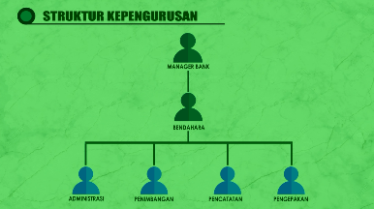 STRUKTUR KEPENGURUSAN
MANAGER BANK
BENDAHARA
ADMINISTRASI
PENIMBANGAN
PENCATATAN
PENGEPAKAN